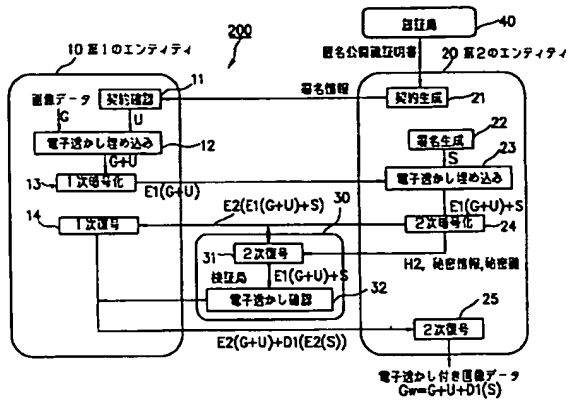 認証局
40
200
匿名公開鍵証明書
10 第1のエンティティ
20 第2のエンティティ
11
画像データ
契約確認
署名情報
契約生成
21
G
U
22
電子透かし埋め込み
12
署名生成
23
G+U
S
13
1次暗号化
E1(G+U)
電子透かし埋め込み
E1(G+U)+S
14
1次復号
E2(E1(G+U)+S)
30
2次暗号化
24
31
2次復号
H2, 秘密情報,秘密鍵
検証局
E1(G+U)+S
電子透かし確認
32
25
2次復号
E2(G+U)+D1(E2(S))
電子透かし付き画像データ
Gw=G+U+D1(S)